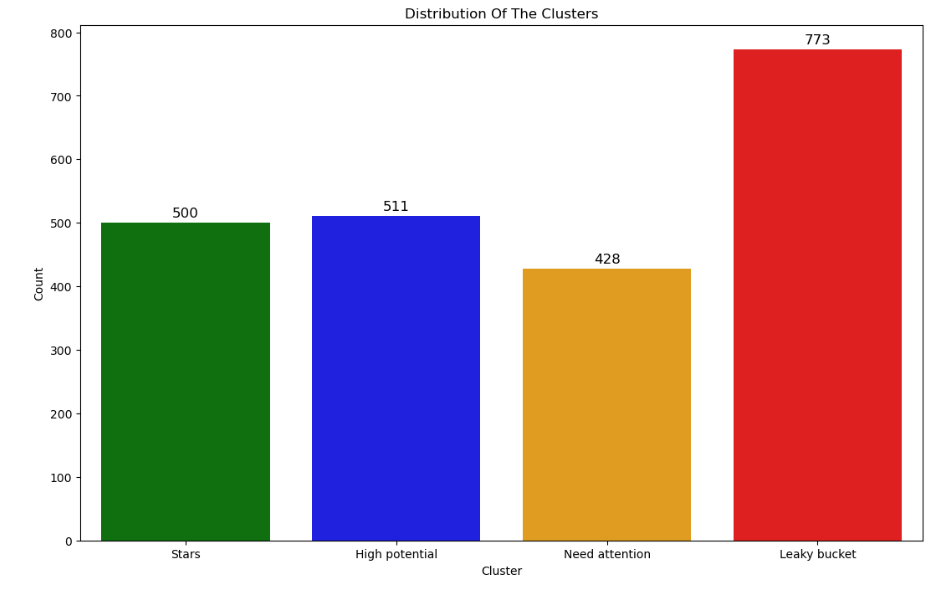 Distribution Of The Clusters
800
700
600
500
400
300
200
100
0
Count
500
511
428
773
Stars
High potential
Need attention
Leaky bucket
Cluster